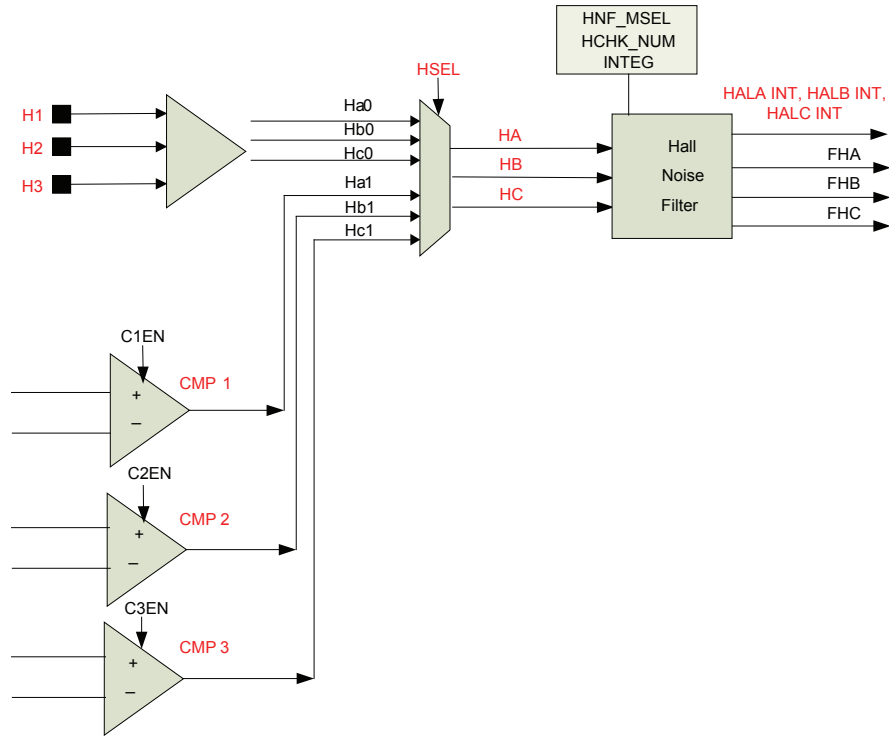 HNF_MSEL
HCHK_NUM
INTEG
HSEL
HALA INT, HALB INT,
HALC INT
H1
H2
H3
Ha0
Hb0
Hc0
Ha1
Hb1
Hc1
HA
HB
HC
Hall
Noise
Filter
FHA
FHB
FHC
C1EN
CMP 1
+
−
C2EN
CMP 2
+
−
C3EN
CMP 3
+
−